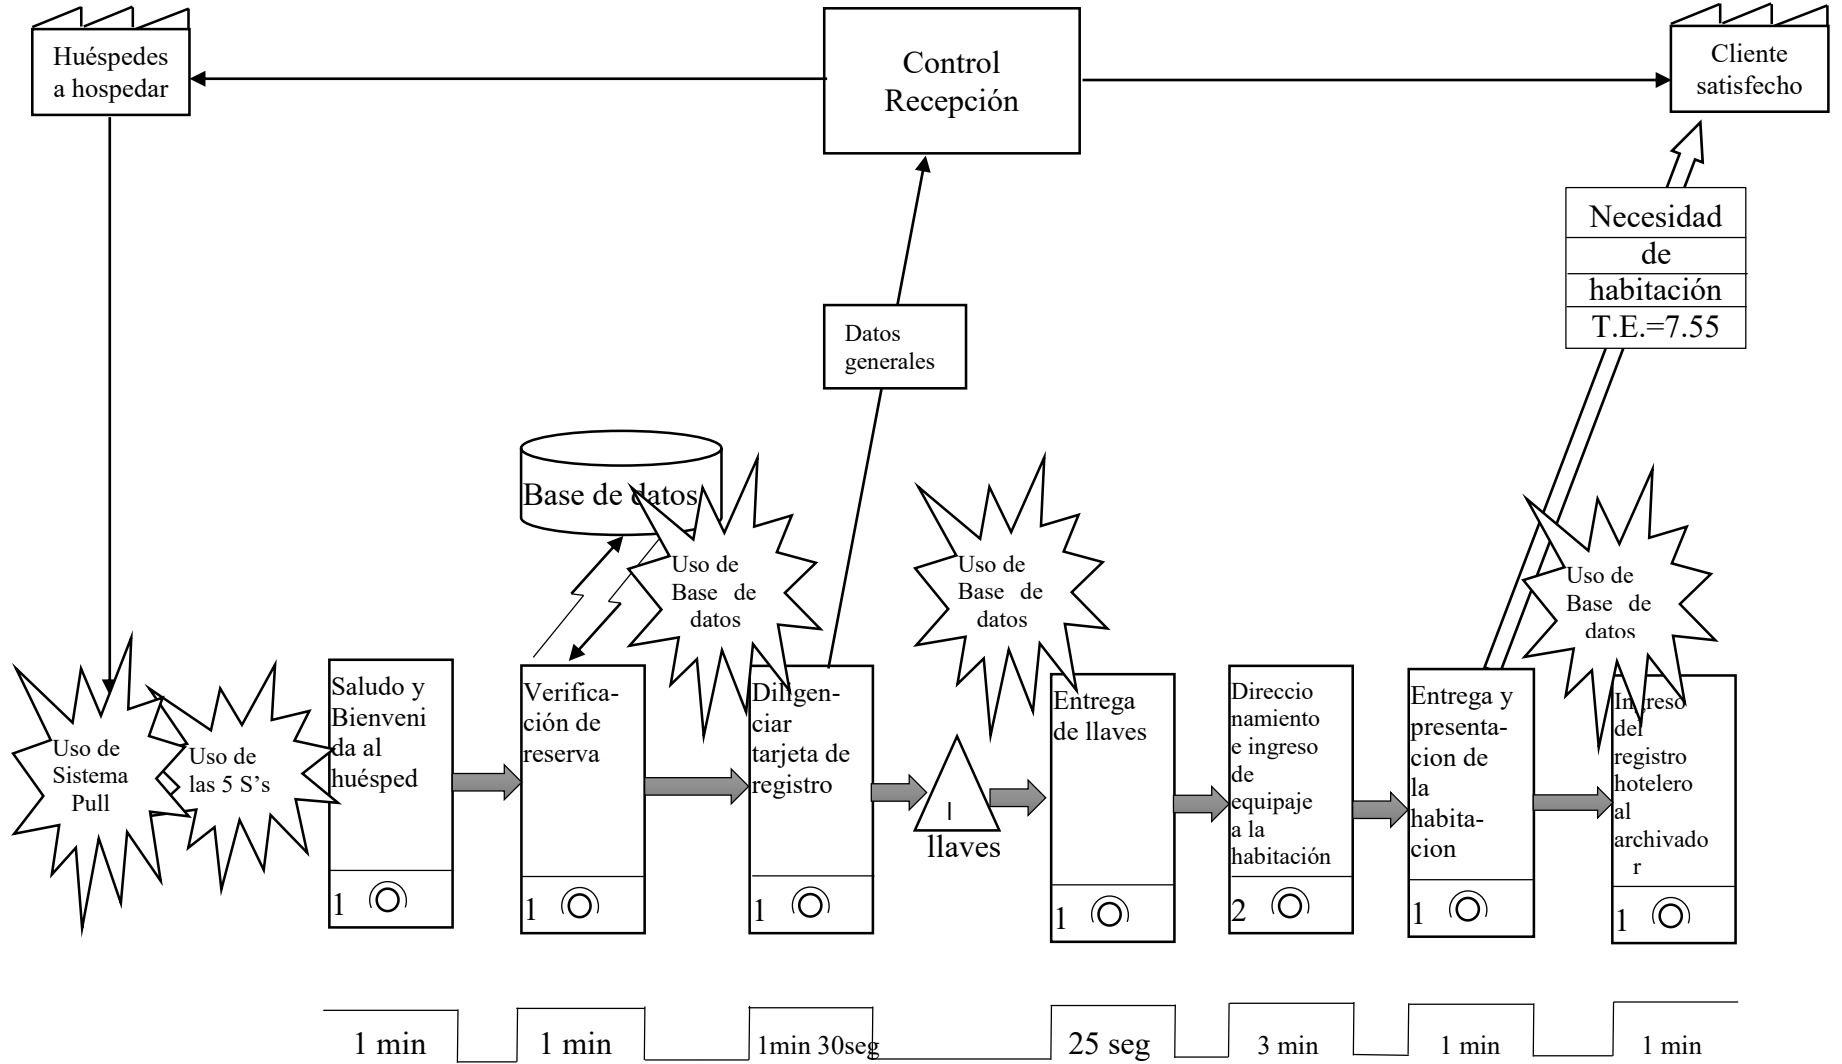 Huéspedes
a hospedar
Control
Recepción
Cliente
satisfecho
Necesidad
de
habitación
T.E.=7.55
Datos
generales
Base de datos
Uso de
Base de
datos
Uso de
Base de
datos
Uso de
Base de
datos
Uso de
Sistema
Pull
Uso de
las 5 S’s
Saludo y
Bienveni
da al
huésped
1
Verifica-
ción de
reserva
1
Diligen-
ciar
tarjeta de
registro
1
I
llaves
Entrega
de llaves
1
Direccio
namiento
e ingreso
de
equipaje
a la
habitación
2
Entrega y
presenta-
cion de
la
habita-
cion
1
Ingreso
del
registro
hotelero
al
archivado
r
1
1 min
1 min
1min 30seg
25 seg
3 min
1 min
1 min